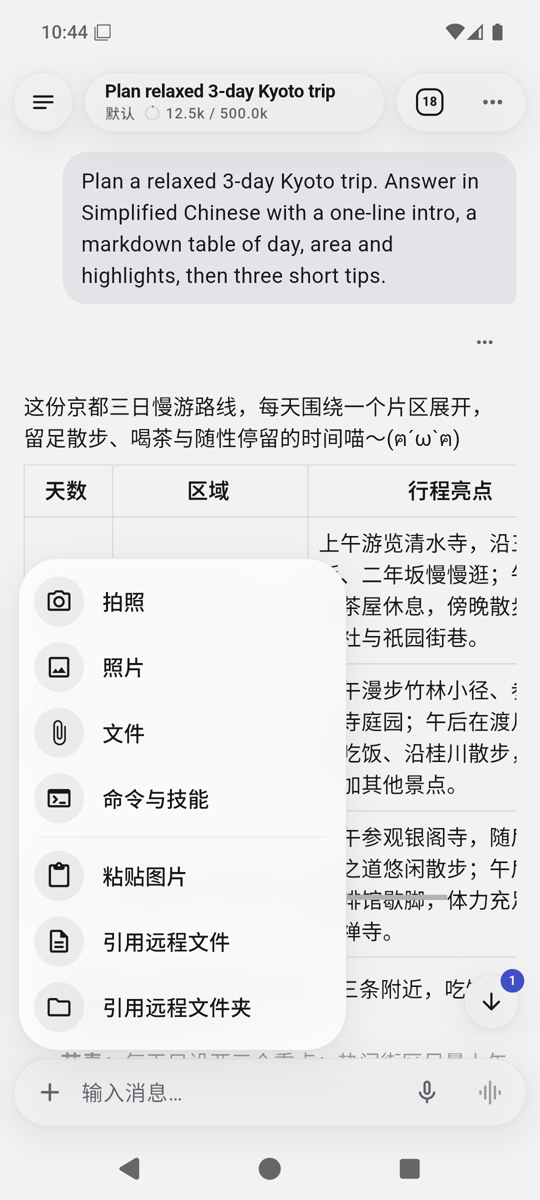 10:44
Plan relaxed 3-day Kyoto trip
默认 12.5k / 500.0k
18
Plan a relaxed 3-day Kyoto trip. Answer in
Simplified Chinese with a one-line intro, a
markdown table of day, area and
highlights, then three short tips.
这份京都三日慢游路线，每天围绕一个片区展开，
留足散步、喝茶与随性停留的时间喵～(ฅ´ω`ฅ)
天数 区域 行程亮点
上午游览清水寺，沿
、二年坂慢慢逛；
茶屋休息，傍晚散
社与祇园街巷。
午漫步竹林小径、
寺庭园；午后在渡
吃饭、沿桂川散步，
加其他景点。
午参观银阁寺，随
之道悠闲散步；午
啡馆歇脚，体力充
禅寺。
三条附近，吃
1
拍照
照片
文件
命令与技能
粘贴图片
引用远程文件
引用远程文件夹
输入消息...